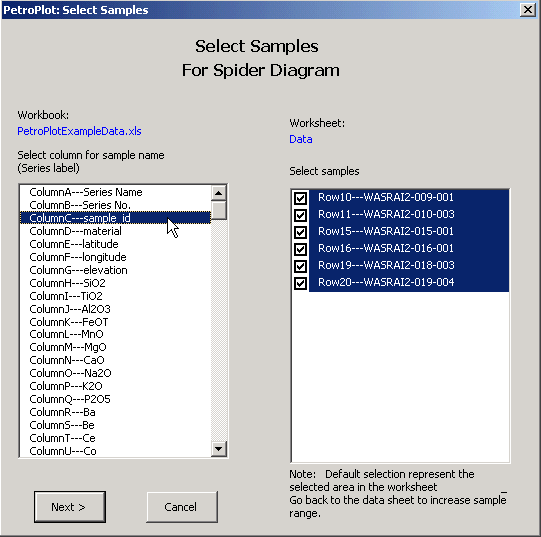 PetroPlot: Select Samples
Select Samples
For Spider Diagram
Workbook:
PetroPlotExampleData.xls
Select column for sample name
(Series label)
ColumnA---Series Name
ColumnB---Series No.
ColumnC---sample_id
ColumnD---material
ColumnE---latitude
ColumnF---longitude
ColumnG---elevation
ColumnH---SiO2
ColumnI---TiO2
ColumnJ---Al2O3
ColumnK---FeOT
ColumnL---MnO
ColumnM---MgO
ColumnN---CaO
ColumnO---Na2O
ColumnP---K2O
ColumnQ---P2O5
ColumnR---Ba
ColumnS---Be
ColumnT---Ce
ColumnU---Co
Worksheet:
Data
Select samples
Row10---WASRAI2-009-001
Row11---WASRAI2-010-003
Row15---WASRAI2-015-001
Row16---WASRAI2-016-001
Row19---WASRAI2-018-003
Row20---WASRAI2-019-004
Note: Default selection represent the
selected area in the worksheet
Go back to the data sheet to increase sample
range.
Next >
Cancel